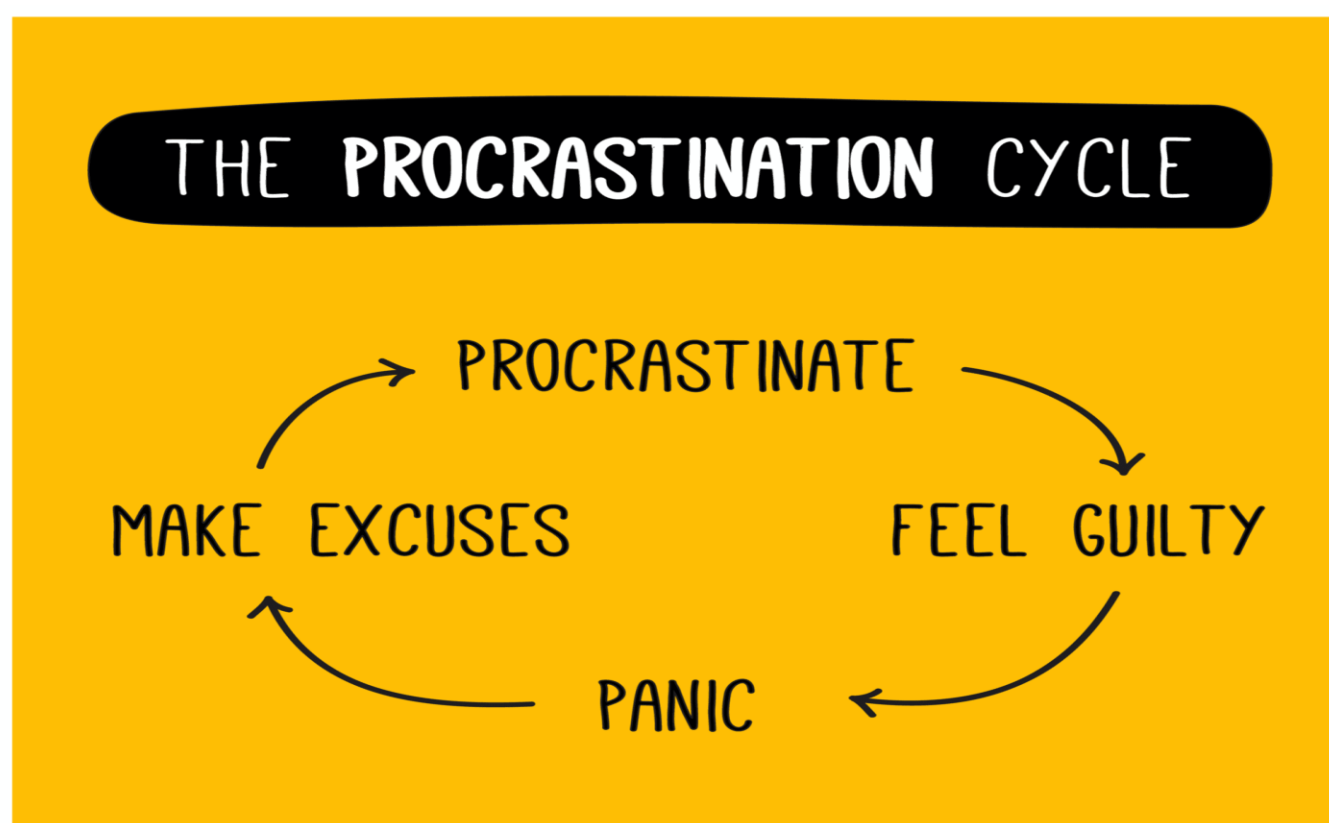 THE PROCRASTINATION CYCLE
PROCRASTINATE
MAKE EXCUSES
FEEL GUILTY
PANIC